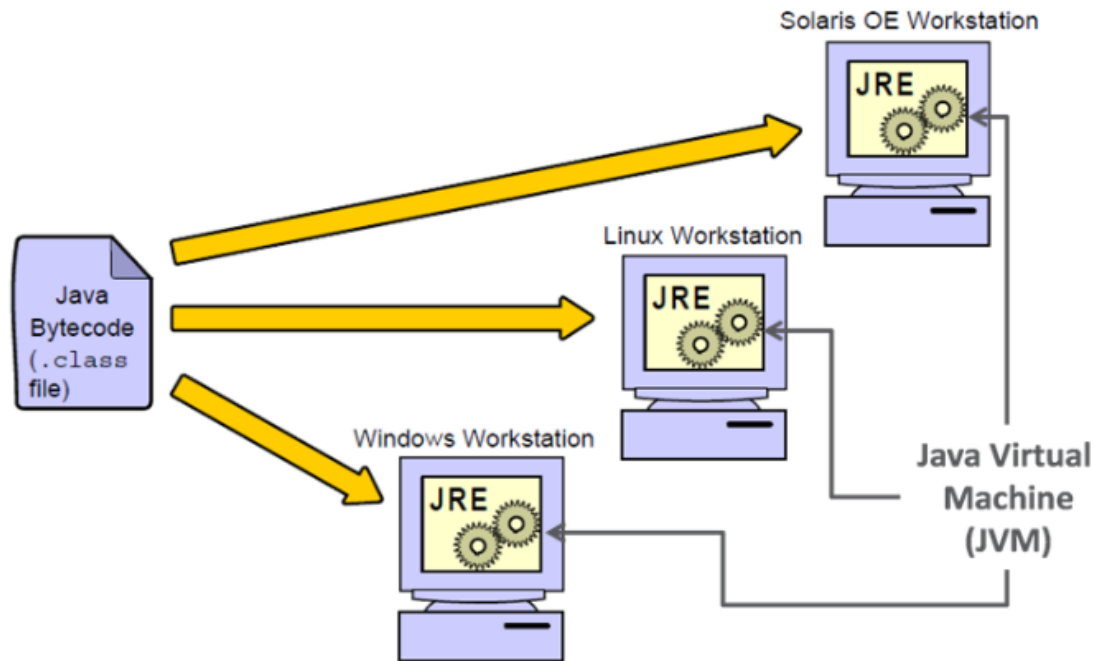 Solaris OE Workstation
JRE
Linux Workstation
JRE
Java
Bytecode
(.class
file)
Windows Workstation
JRE
Java Virtual
Machine
(JVM)